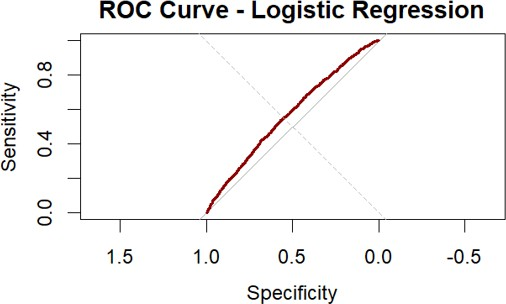 ROC Curve - Logistic Regression
Sensitivity
0.8
0.4
0.0
1.5 1.0 0.5 0.0 -0.5
Specificity